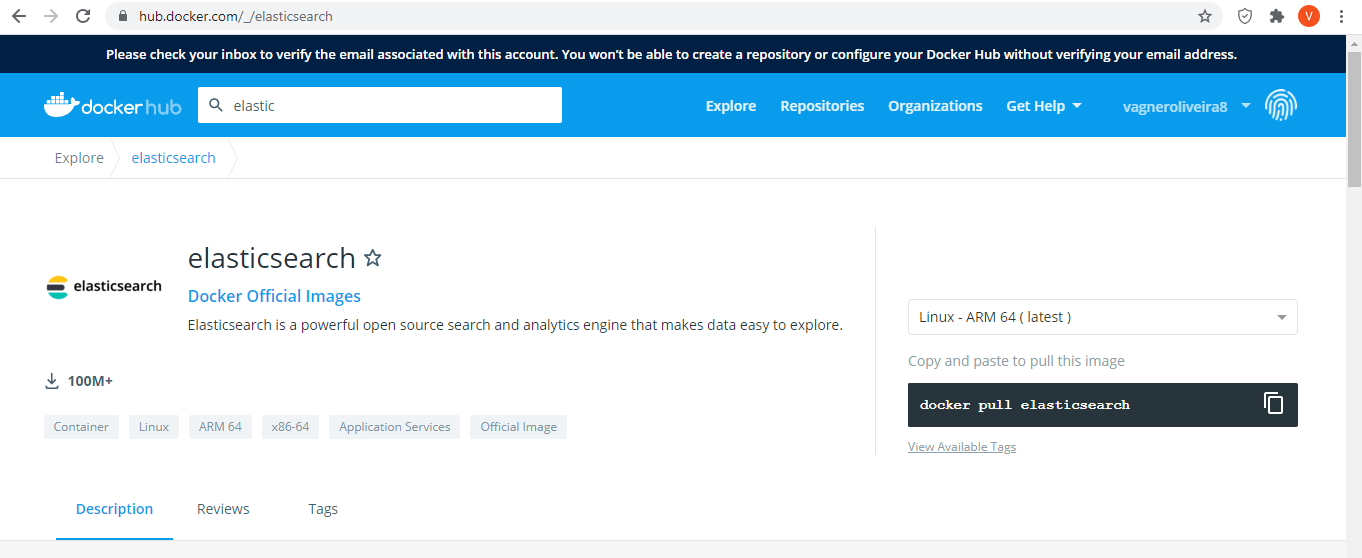 hub.docker.com/_/elasticsearch
V
Please check your inbox to verify the email associated with this account. You won't be able to create a repository or configure your Docker Hub without verifying your email address.
dockerhub
elastic
Explore Repositories Organizations Get Help vagneroliveira8
Explore elasticsearch
elasticsearch
elasticsearch
Docker Official Images
Elasticsearch is a powerful open source search and analytics engine that makes data easy to explore.
100M+
Container Linux ARM 64 x86-64 Application Services Official Image
Linux - ARM 64 ( latest )
Copy and paste to pull this image
docker pull elasticsearch
View Available Tags
Description Reviews Tags